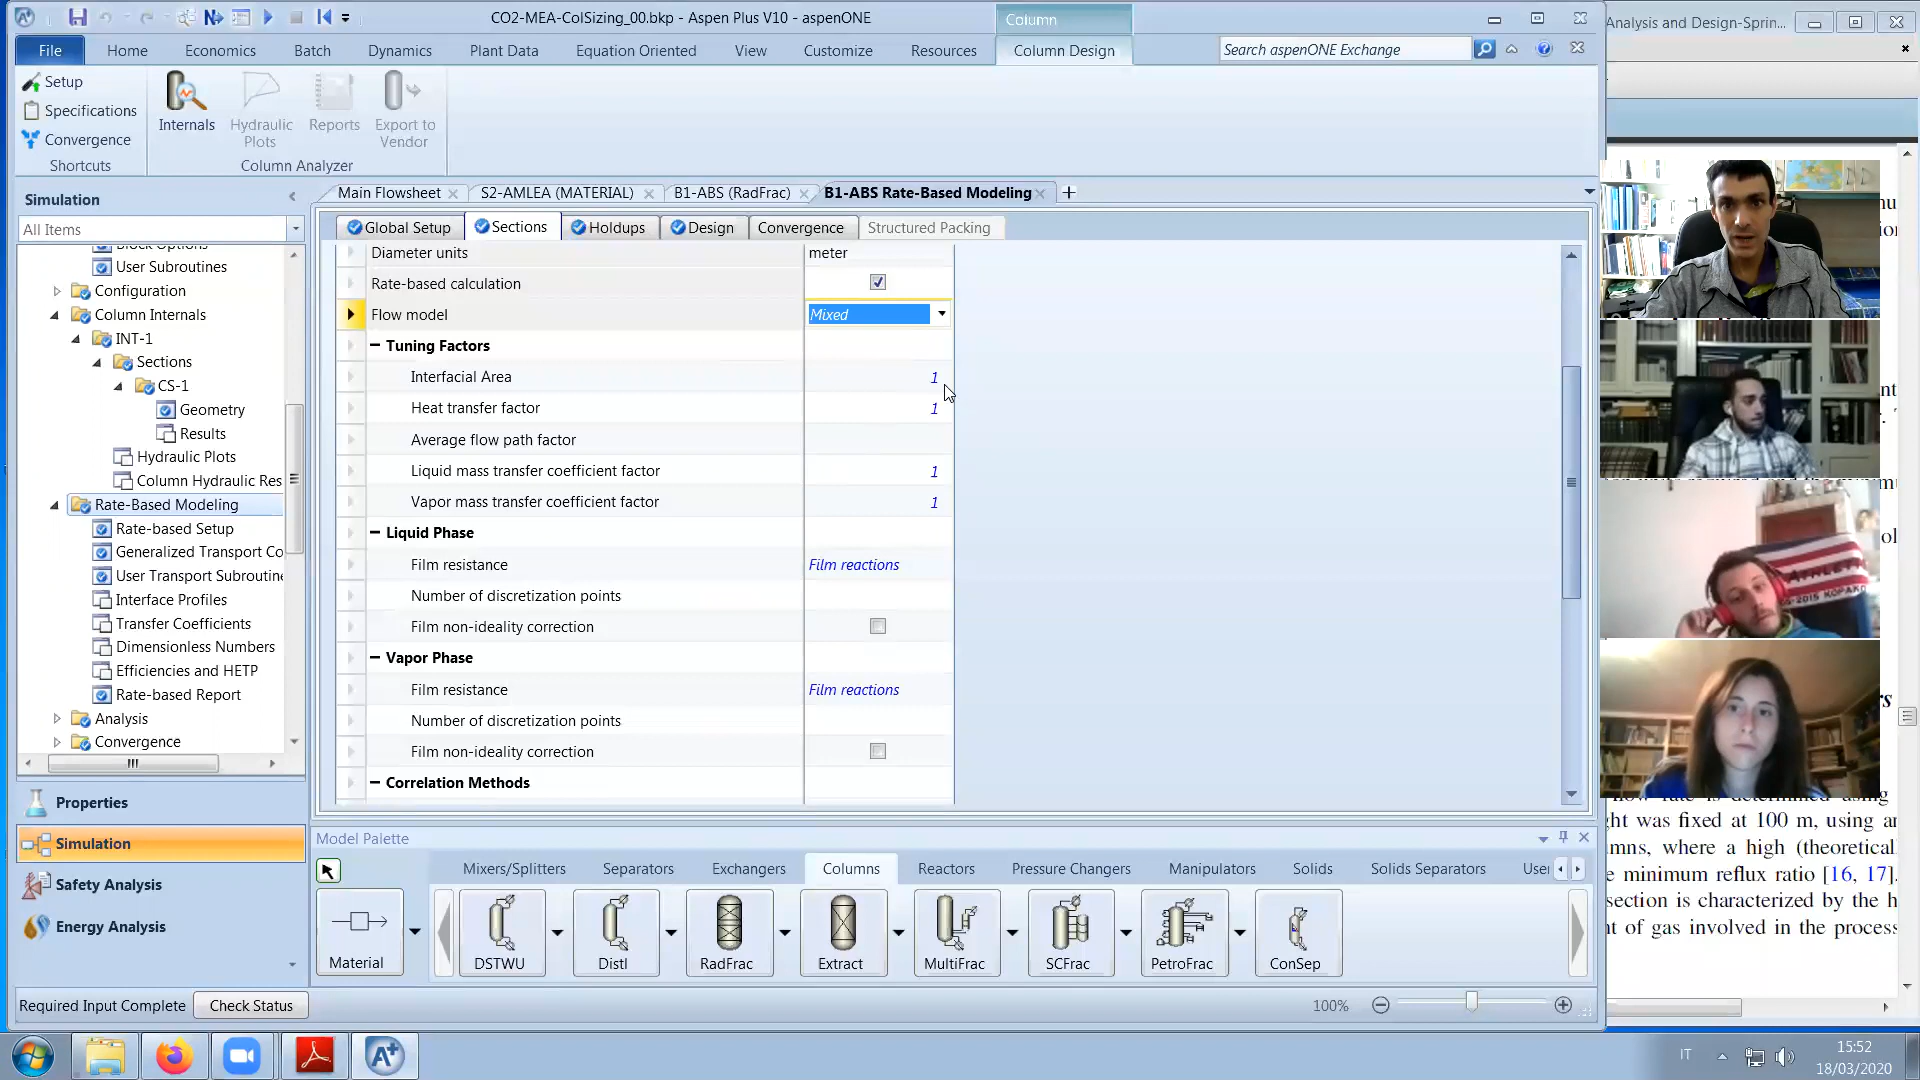 CO2-MEA-ColSizing_00.bkp - Aspen Plus V10 - aspenONE
Column
Analysis and Design-Sprin...
File
Home
Economics
Batch
Dynamics
Plant Data
Equation Oriented
View
Customize
Resources
Column Design
Search aspenONE Exchange
Setup
Specifications
Convergence
Shortcuts
Internals
Hydraulic
Plots
Reports
Export to
Vendor
Column Analyzer
Simulation
All Items
Block Options
User Subroutines
Configuration
Column Internals
INT-1
Sections
CS-1
Geometry
Results
Hydraulic Plots
Column Hydraulic Res
Rate-Based Modeling
Rate-based Setup
Generalized Transport Co
User Transport Subroutine
Interface Profiles
Transfer Coefficients
Dimensionless Numbers
Efficiencies and HETP
Rate-based Report
Analysis
Convergence
Properties
Simulation
Safety Analysis
Energy Analysis
Main Flowsheet
S2-AMLEA (MATERIAL)
B1-ABS (RadFrac)
B1-ABS Rate-Based Modeling
Global Setup
Sections
Holdups
Design
Convergence
Structured Packing
Diameter units meter
Rate-based calculation
Flow model Mixed
Tuning Factors
Interfacial Area 1
Heat transfer factor 1
Average flow path factor
Liquid mass transfer coefficient factor 1
Vapor mass transfer coefficient factor 1
Liquid Phase
Film resistance Film reactions
Number of discretization points
Film non-ideality correction
Vapor Phase
Film resistance Film reactions
Number of discretization points
Film non-ideality correction
Correlation Methods
Model Palette
Mixers/Splitters
Separators
Exchangers
Columns
Reactors
Pressure Changers
Manipulators
Solids
Solids Separators
User
Material
DSTWU
Distl
RadFrac
Extract
MultiFrac
SCFrac
PetroFrac
ConSep
Required Input Complete
Check Status
100%
flow rate is determined using
ght was fixed at 100 m, using an
mns, where a high (theoretical
e minimum reflux ratio [16, 17].
section is characterized by the h
nt of gas involved in the process
IT
15:52
18/03/2020